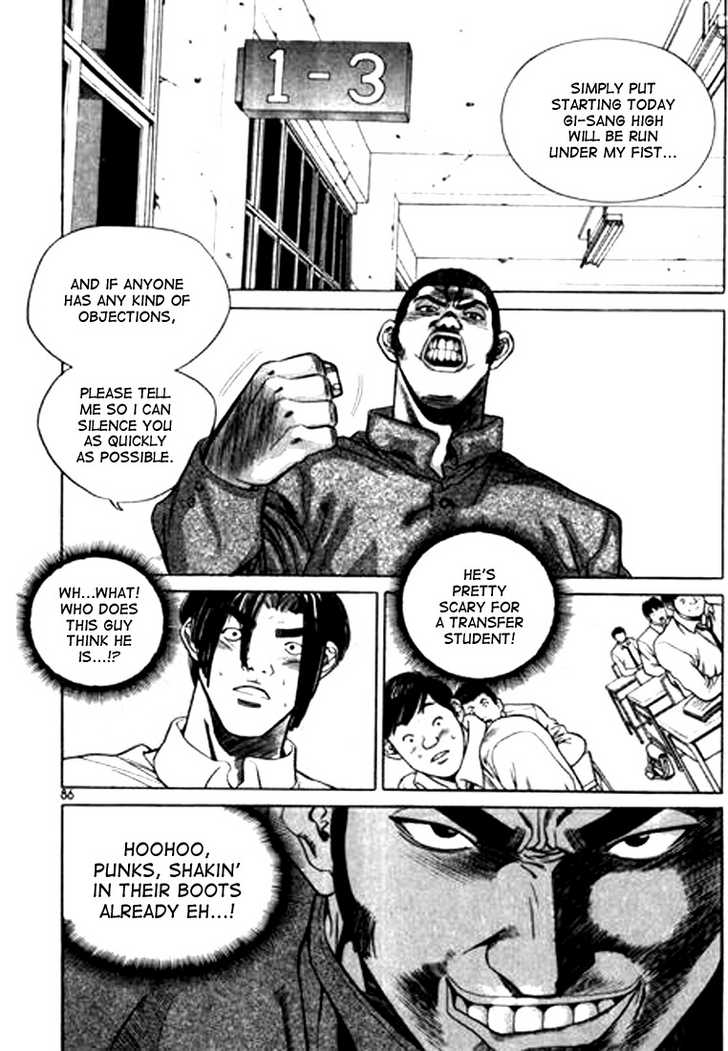 1-3
SIMPLY PUT
STARTING TODAY
GI-SANG HIGH
WILL BE RUN
UNDER MY FIST...
AND IF ANYONE
HAS ANY KIND OF
OBJECTIONS,
PLEASE TELL
ME SO I CAN
SILENCE YOU
AS QUICKLY
AS POSSIBLE.
WH...WHAT!
WHO DOES
THIS GUY
THINK HE
IS...!?
HE'S
PRETTY
SCARY FOR
A TRANSFER
STUDENT!
86
HOOHOO,
PUNKS, SHAKIN'
IN THEIR BOOTS
ALREADY EH...!